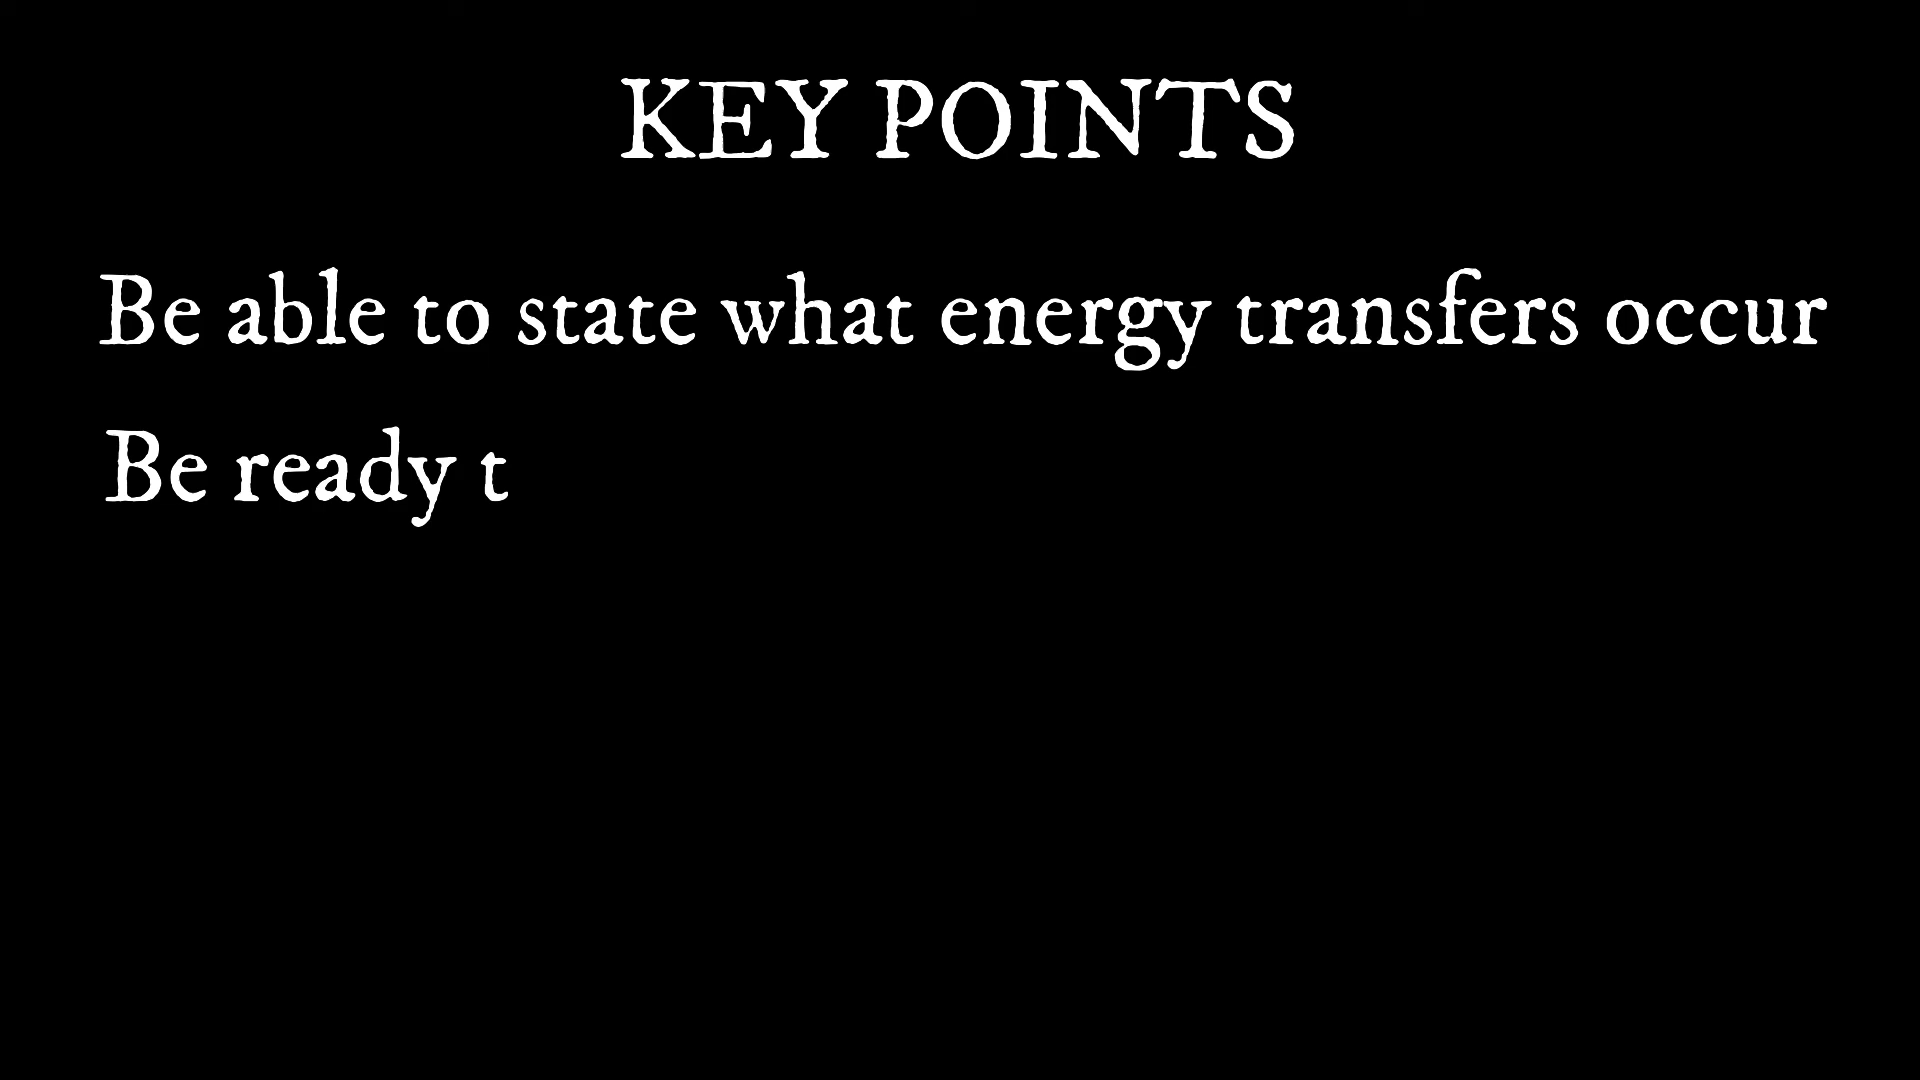 KEY POINTS
Be able to state what energy transfers occur
Be ready t